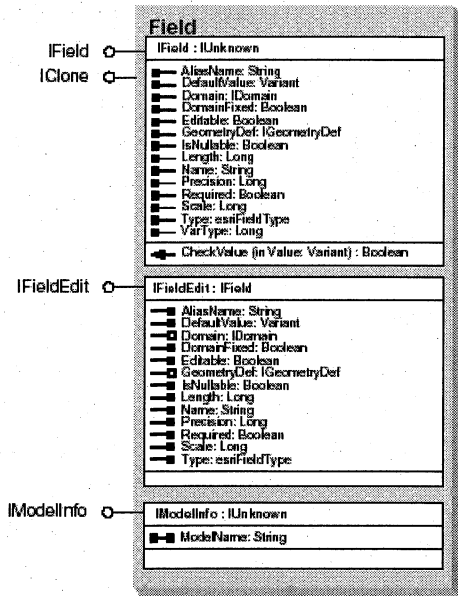 Field
IField
IField : IUnknown
IClone
AliasName: String
DefaultValue: Variant
Domain: IDomain
DomainFixed: Boolean
Editable: Boolean
GeometryDef: IGeometryDef
IsNullable: Boolean
Length: Long
Name: String
Precision: Long
Required: Boolean
Scale: Long
Type: esriFieldType
VarType: Long
CheckValue (in Value: Variant) : Boolean
IFieldEdit
IFieldEdit : IField
AliasName: String
DefaultValue: Variant
Domain: IDomain
DomainFixed: Boolean
Editable: Boolean
GeometryDef: IGeometryDef
IsNullable: Boolean
Length: Long
Name: String
Precision: Long
Required: Boolean
Scale: Long
Type: esriFieldType
IModelInfo
IModelInfo : IUnknown
ModelName: String